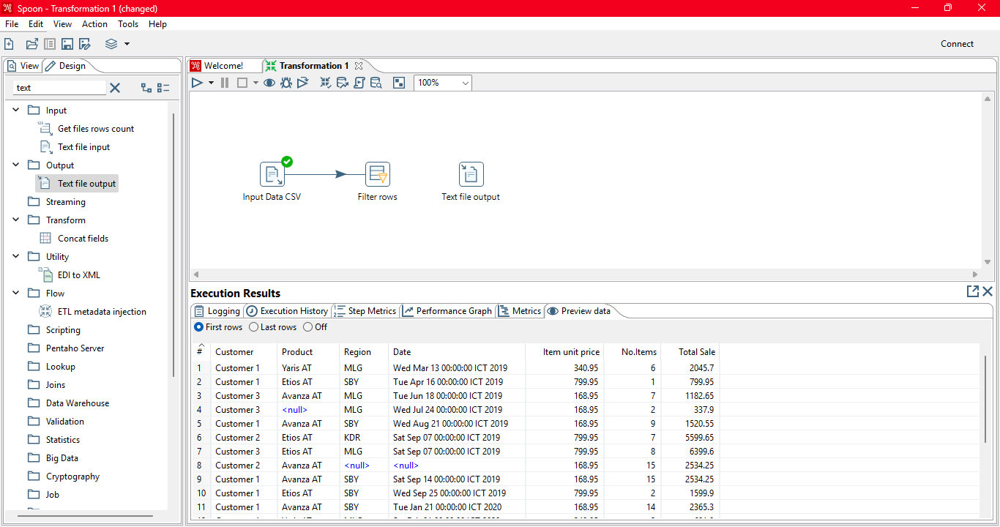 Spoon - Transformation 1 (changed)
File Edit View Action Tools Help
Connect
View Design
Welcome! Transformation 1
text
100%
Input
Get files rows count
Text file input
Output
Text file output
Streaming
Transform
Concat fields
Utility
EDI to XML
Flow
ETL metadata injection
Scripting
Pentaho Server
Lookup
Joins
Data Warehouse
Validation
Statistics
Big Data
Cryptography
Job
Input Data CSV Filter rows Text file output
Execution Results
Logging Execution History Step Metrics Performance Graph Metrics Preview data
First rows Last rows Off
# Customer Product Region Date Item unit price No.Items Total Sale
1 Customer 1 Yaris AT MLG Wed Mar 13 00:00:00 ICT 2019 340.95 6 2045.7
2 Customer 1 Etios AT SBY Tue Apr 16 00:00:00 ICT 2019 799.95 1 799.95
3 Customer 3 Avanza AT MLG Tue Jun 18 00:00:00 ICT 2019 168.95 7 1182.65
4 Customer 3 <null> MLG Wed Jul 24 00:00:00 ICT 2019 168.95 2 337.9
5 Customer 1 Avanza AT SBY Wed Aug 21 00:00:00 ICT 2019 168.95 9 1520.55
6 Customer 2 Etios AT KDR Sat Sep 07 00:00:00 ICT 2019 799.95 7 5599.65
7 Customer 3 Etios AT MLG Sat Sep 07 00:00:00 ICT 2019 799.95 8 6399.6
8 Customer 2 Avanza AT <null> <null> 168.95 15 2534.25
9 Customer 1 Avanza AT SBY Sat Sep 14 00:00:00 ICT 2019 168.95 15 2534.25
10 Customer 1 Etios AT SBY Wed Sep 25 00:00:00 ICT 2019 799.95 2 1599.9
11 Customer 1 Avanza AT SBY Tue Jan 21 00:00:00 ICT 2020 168.95 14 2365.3